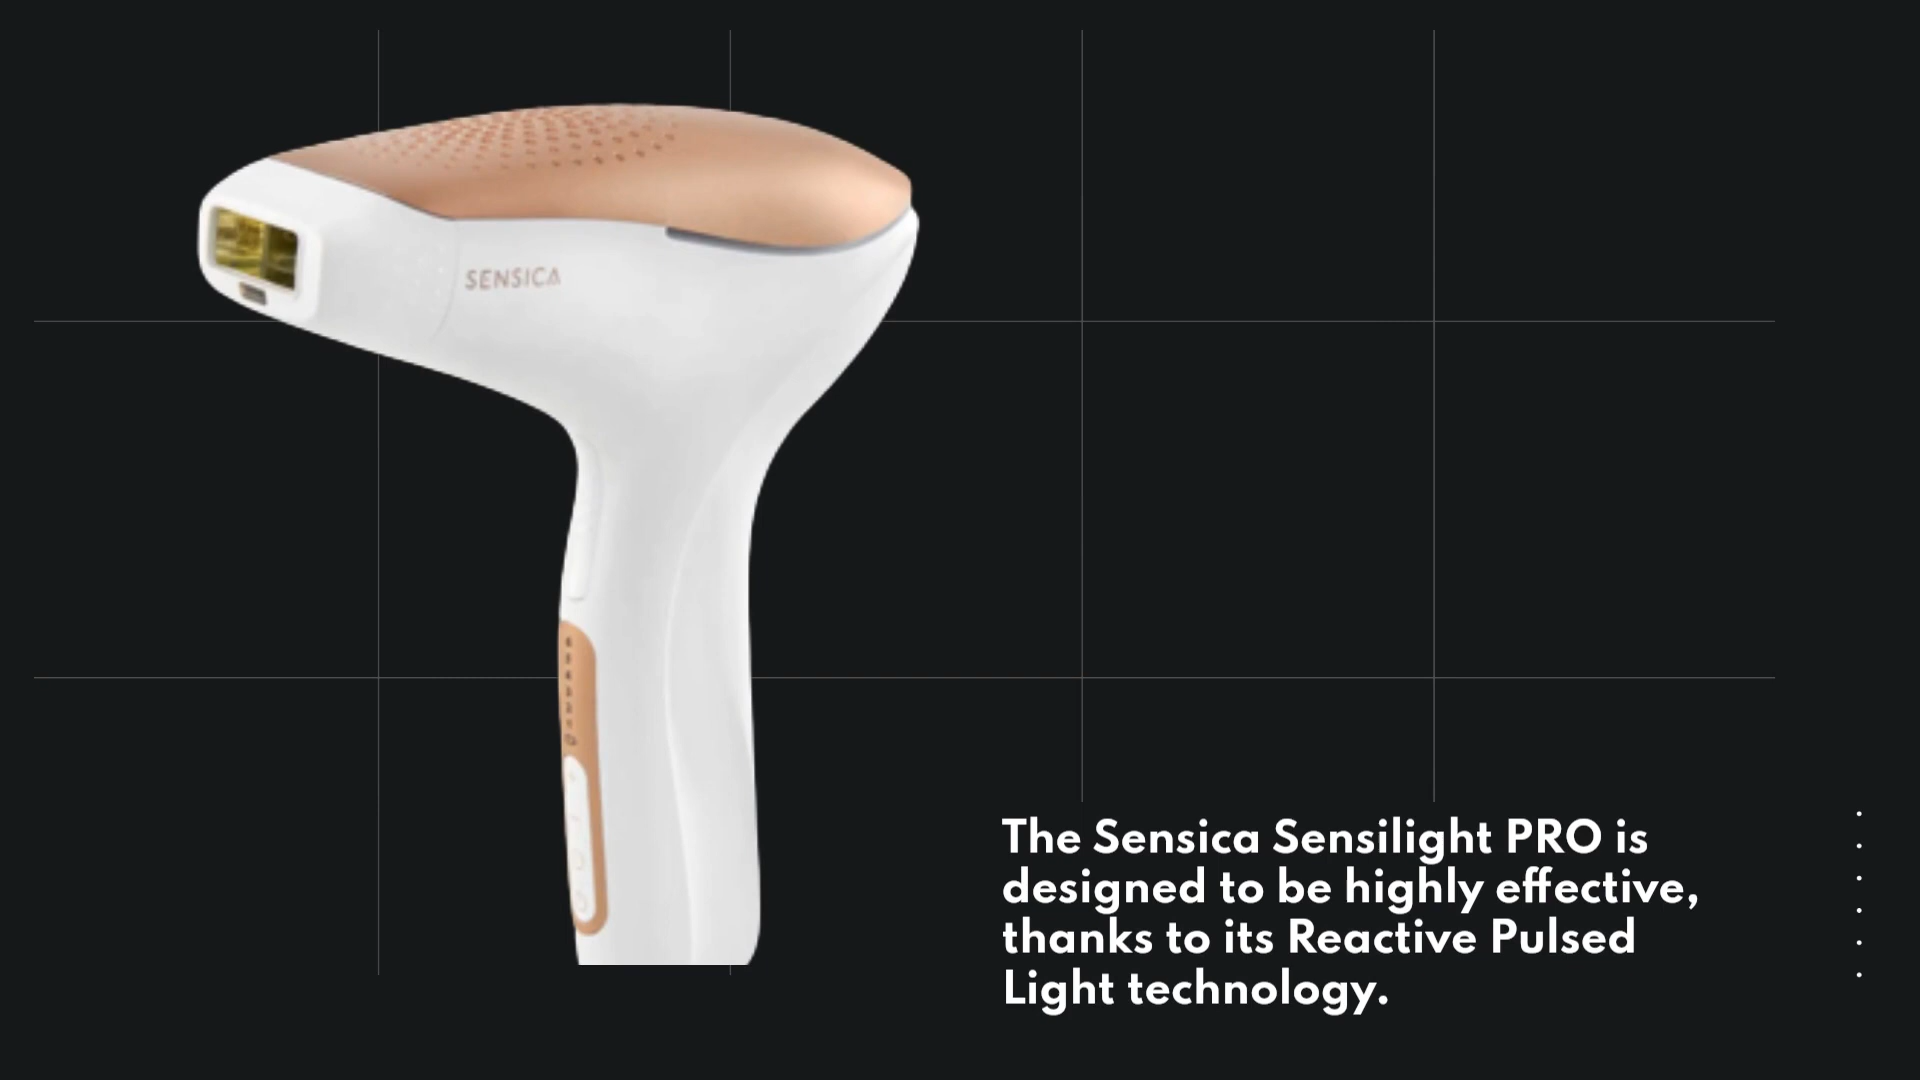 SENSICA
The Sensica Sensilight PRO is
designed to be highly effective,
thanks to its Reactive Pulsed
Light technology.